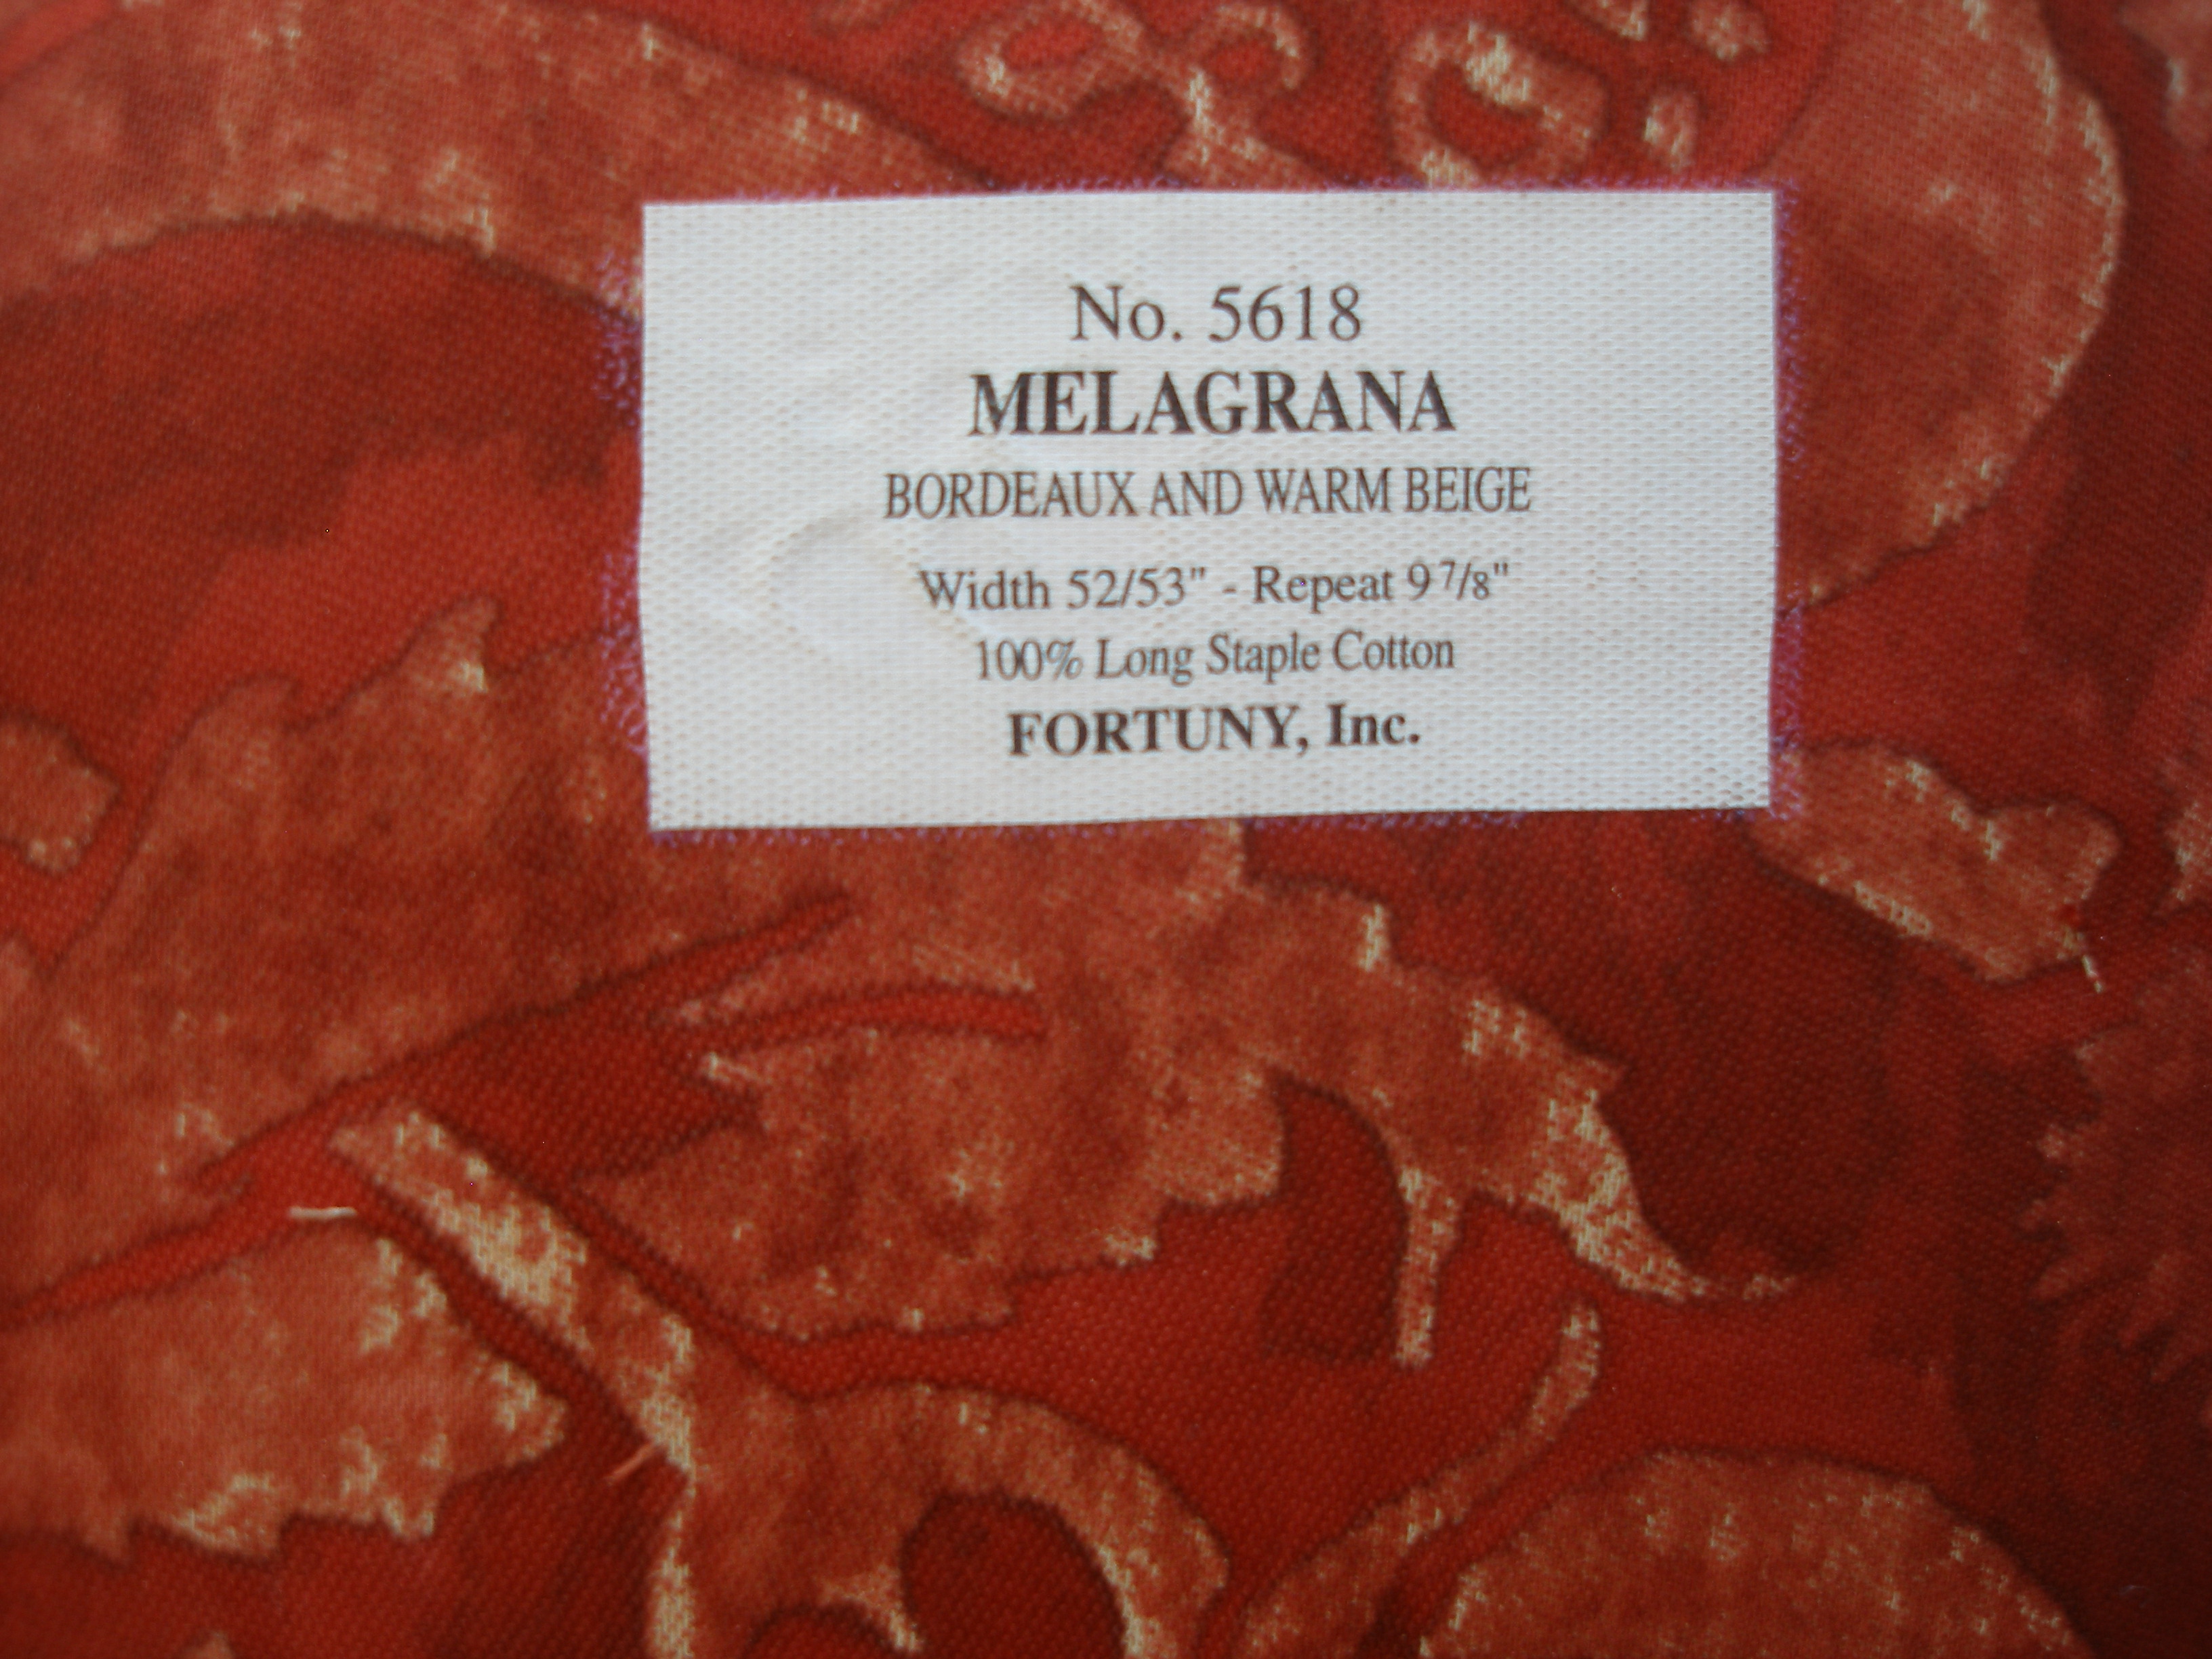 No. 5618
MELAGRANA
BORDEAUX AND WARM BEIGE
Width 52/53" - Repeat 9 7/8"
100% Long Staple Cotton
FORTUNY, Inc.